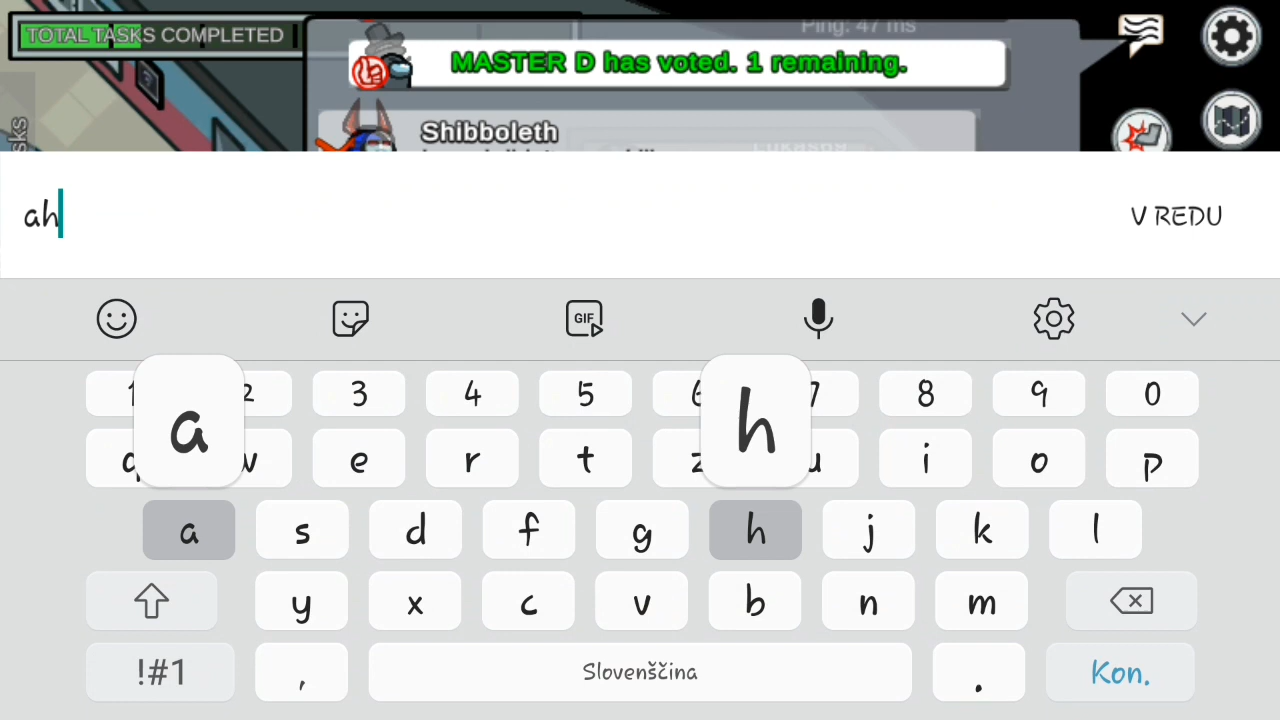 TOTAL TASKS COMPLETED
Ping: 47 ms
MASTER D has voted. 1 remaining.
Shibboleth
ah
V REDU
GIF
1 2 3 4 5 6 7 8 9 0
a h
q w e r t z u i o p
a s d f g h j k l
y x c v b n m
!#1 , Slovenščina . Kon.